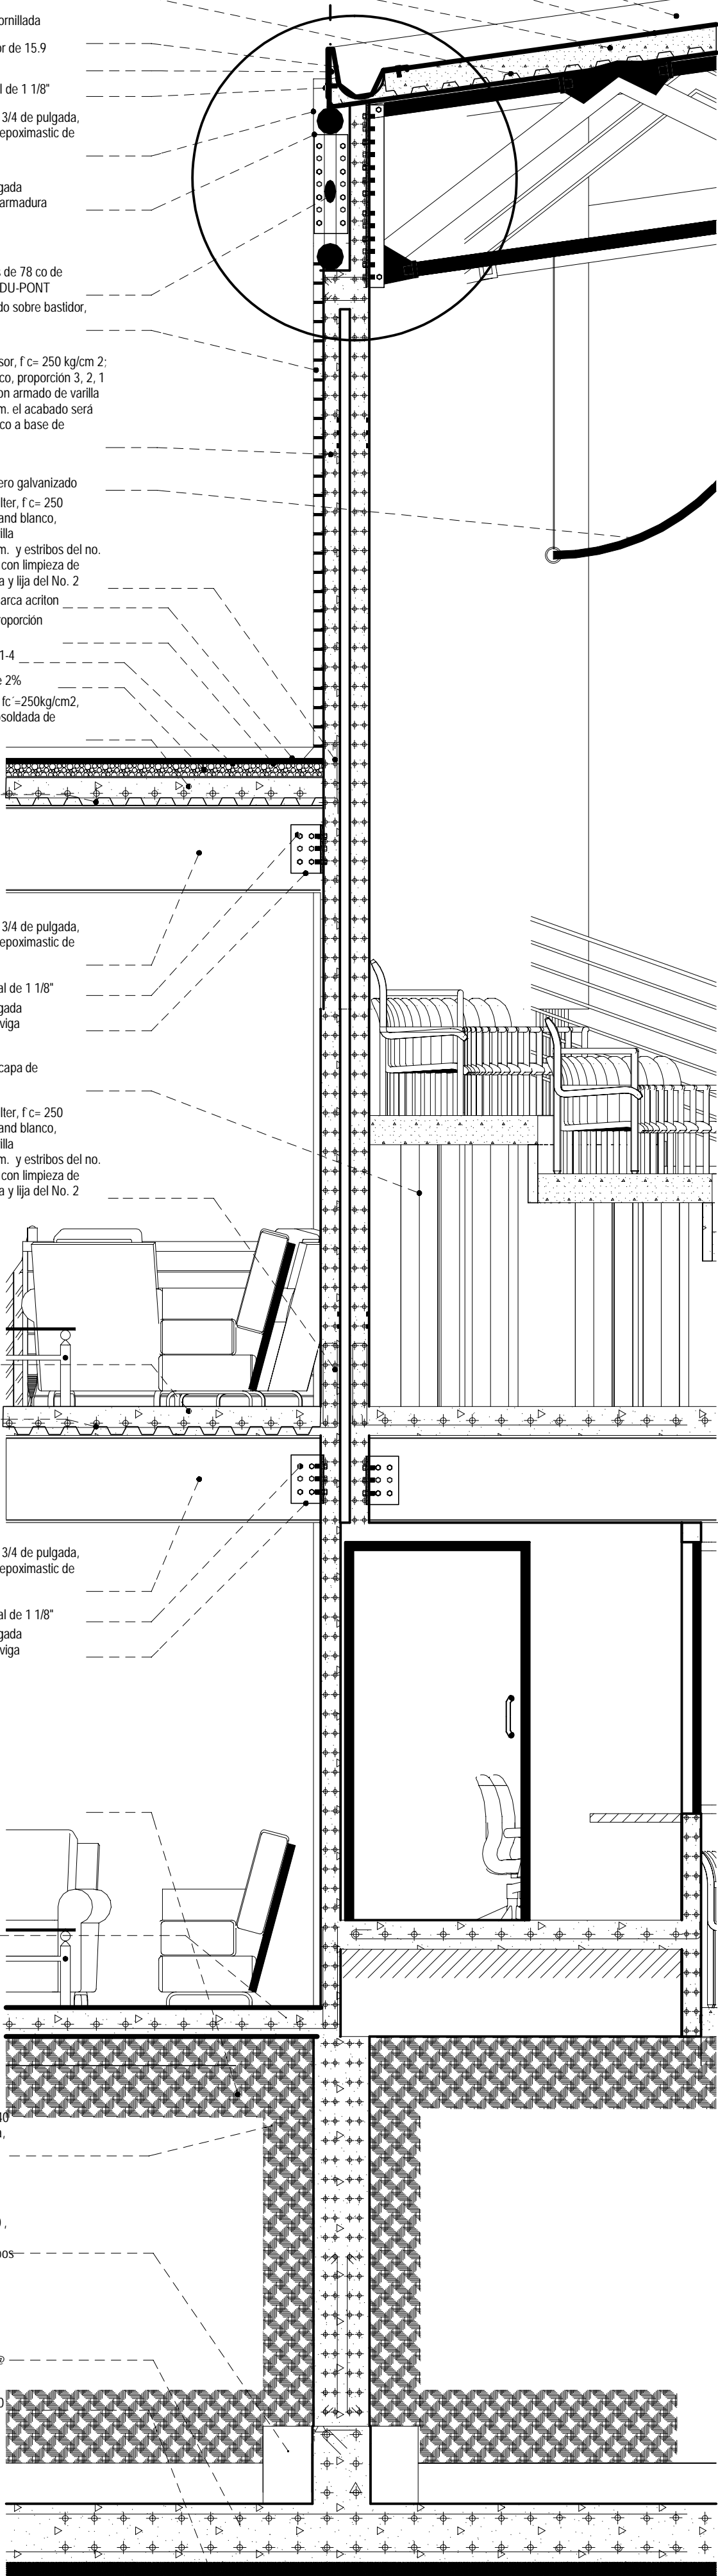 ornillada
or de 15.9
al de 1 1/8"
3/4 de pulgada,
epoximastic de
gada
armadura
s de 78 co de
DU-PONT
do sobre bastidor,
sor, f´c= 250 kg/cm 2;
co, proporción 3, 2, 1
on armado de varilla
m. el acabado será
co a base de
ero galvanizado
lter, f´c= 250
and blanco,
illa
m. y estribos del no.
con limpieza de
a y lija del No. 2
arca acriton
roporción
1-4
e 2%
fc´=250kg/cm2,
osoldada de
3/4 de pulgada,
epoximastic de
al de 1 1/8"
gada
viga
capa de
lter, f´c= 250
and blanco,
illa
m. y estribos del no.
con limpieza de
a y lija del No. 2
3/4 de pulgada,
epoximastic de
al de 1 1/8"
gada
viga
40
,
),
bos
@
0